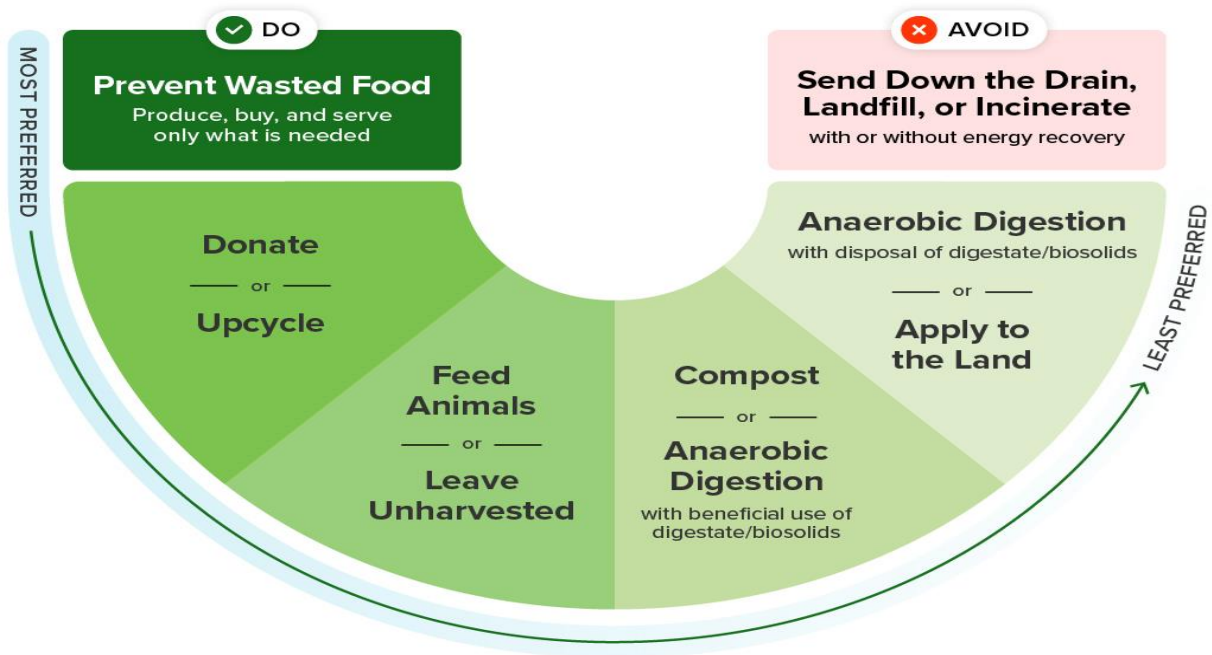 MOST PREFERRED
DO
Prevent Wasted Food
Produce, buy, and serve
only what is needed
Donate
or
Upcycle
Feed
Animals
or
Leave
Unharvested
Compost
or
Anaerobic
Digestion
with beneficial use of
digestate/biosolids
Anaerobic Digestion
with disposal of digestate/biosolids
or
Apply to
the Land
AVOID
Send Down the Drain,
Landfill, or Incinerate
with or without energy recovery
LEAST PREFERRED